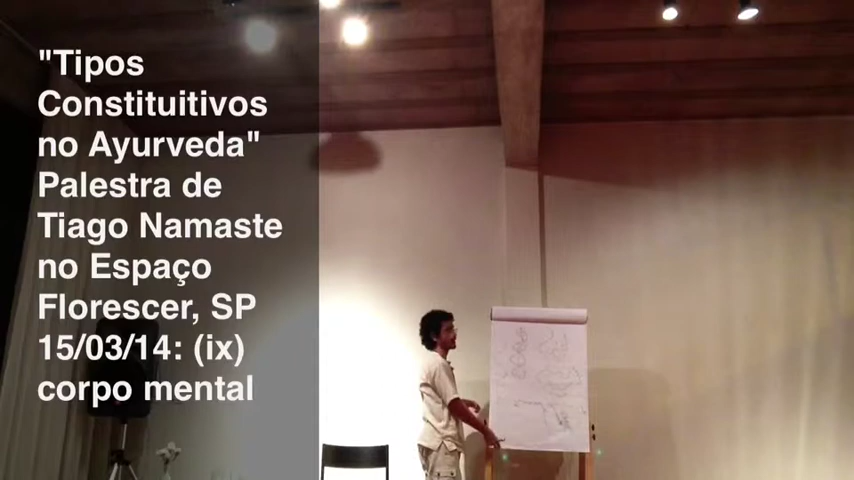 "Tipos
Constituitivos
no Ayurveda"
Palestra de
Tiago Namaste
no Espaço
Florescer, SP
15/03/14: (ix)
corpo mental